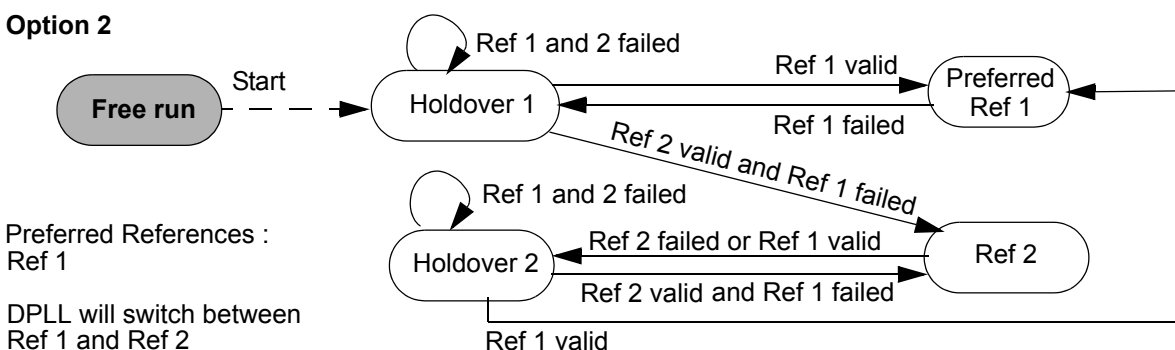 Option 2
Ref 1 and 2 failed
Start
Free run
Holdover 1
Ref 1 valid
Ref 1 failed
Preferred
Ref 1
Ref 2 valid and Ref 1 failed
Ref 1 and 2 failed
Preferred References :
Ref 1
Holdover 2
Ref 2 failed or Ref 1 valid
Ref 2 valid and Ref 1 failed
Ref 2
DPLL will switch between
Ref 1 and Ref 2
Ref 1 valid